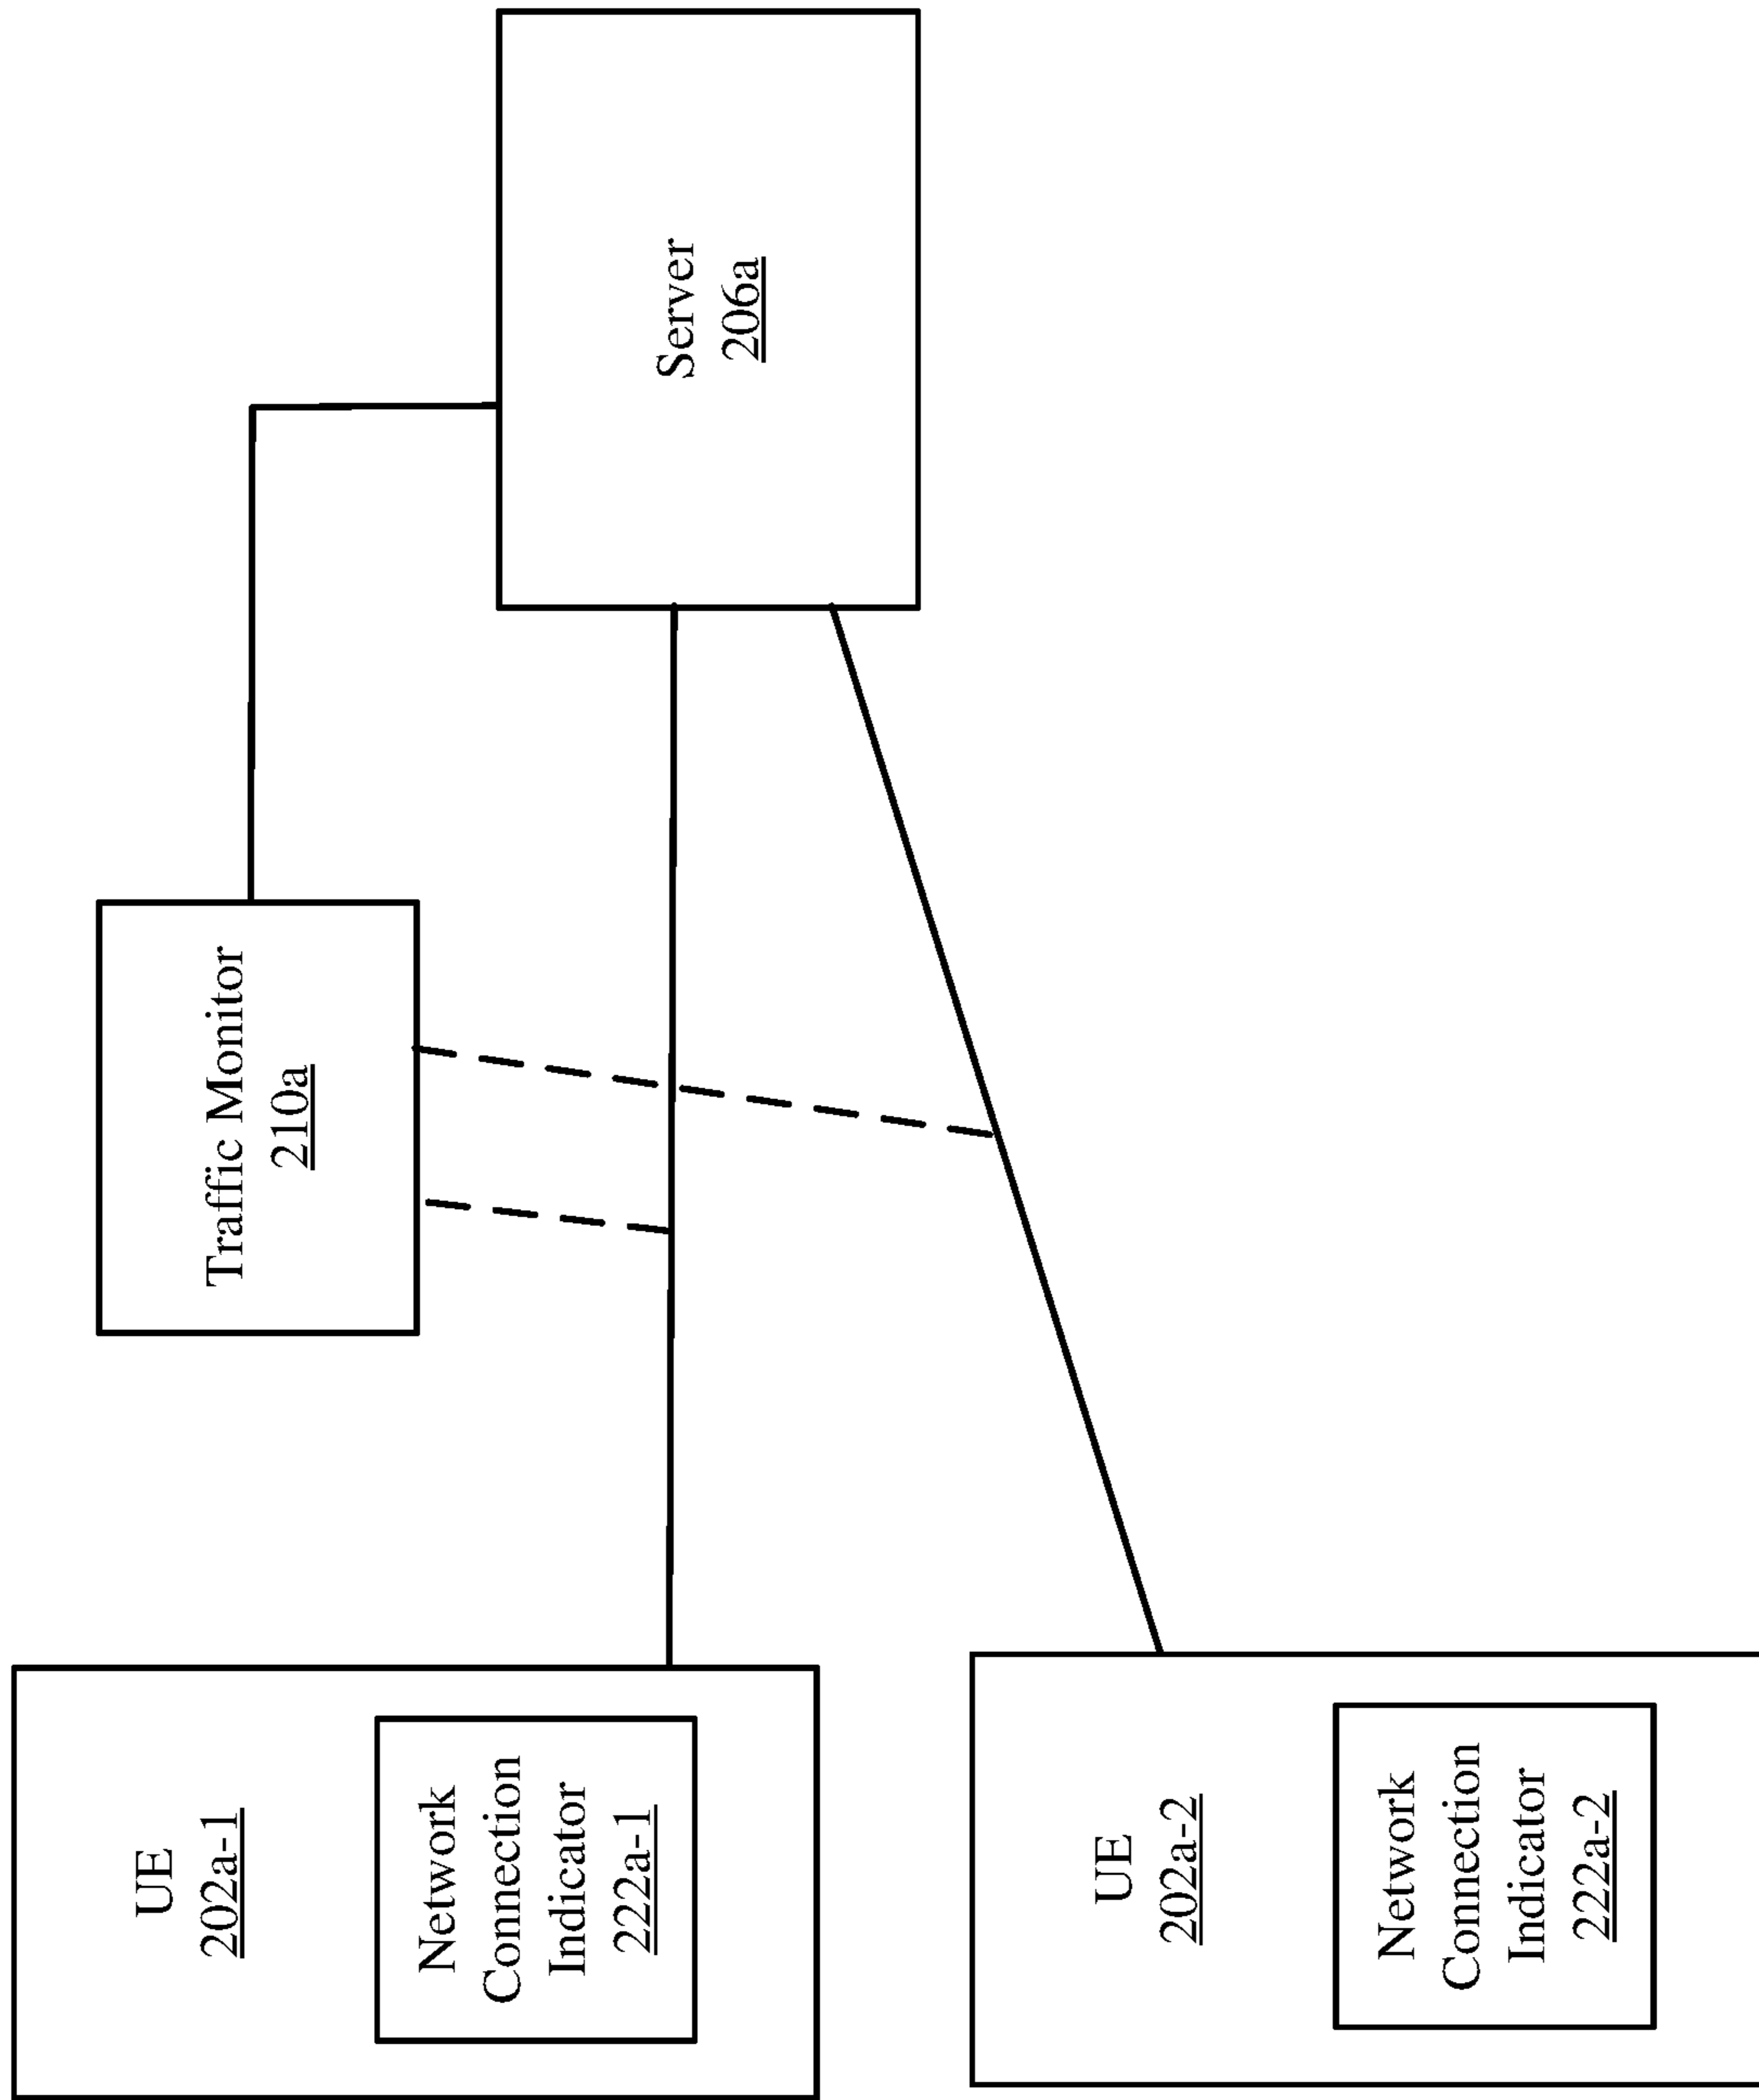 UE
202a-1
Network
Connection
Indicator
222a-1
Traffic Monitor
210a
Server
206a
UE
202a-2
Network
Connection
Indicator
222a-2